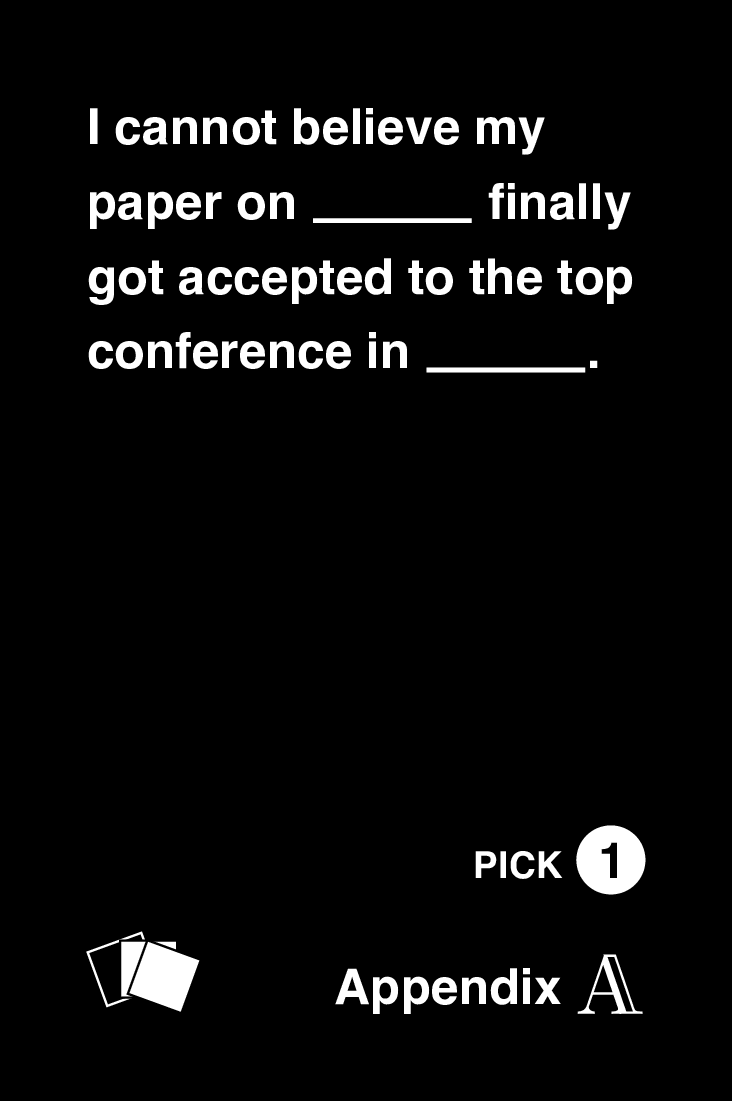 I cannot believe my
paper on ______ finally
got accepted to the top
conference in ______.
PICK 1
Appendix A